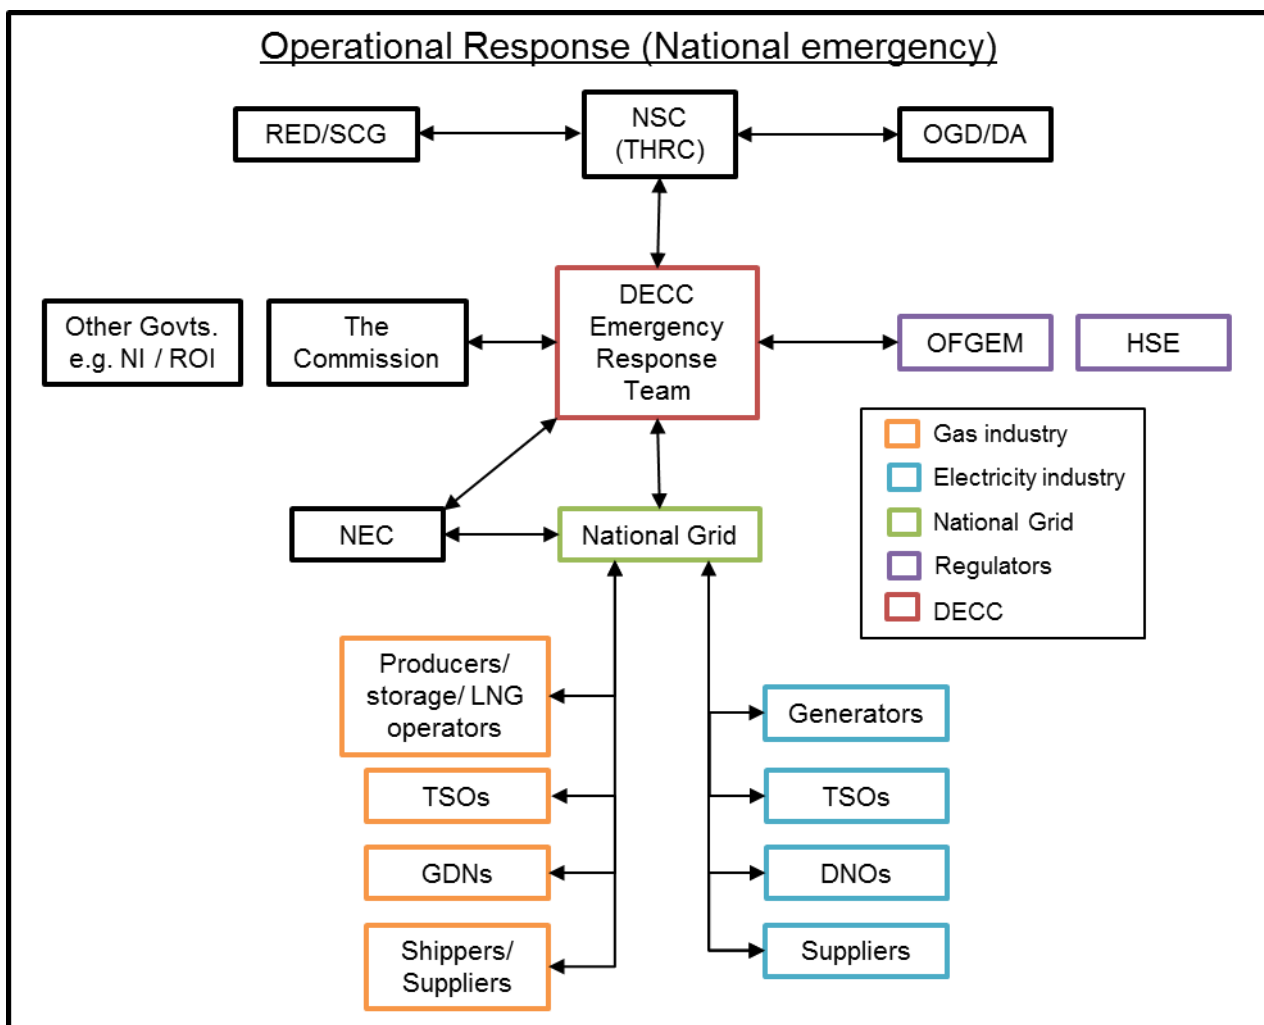 Operational Response (National emergency)
RED/SCG
NSC
(THRC)
OGD/DA
Other Govts.
e.g. NI / ROI
The
Commission
DECC
Emergency
Response
Team
OFGEM
HSE
Gas industry
Electricity industry
National Grid
Regulators
DECC
NEC
National Grid
Producers/
storage/ LNG
operators
TSOs
GDNs
Shippers/
Suppliers
Generators
TSOs
DNOs
Suppliers